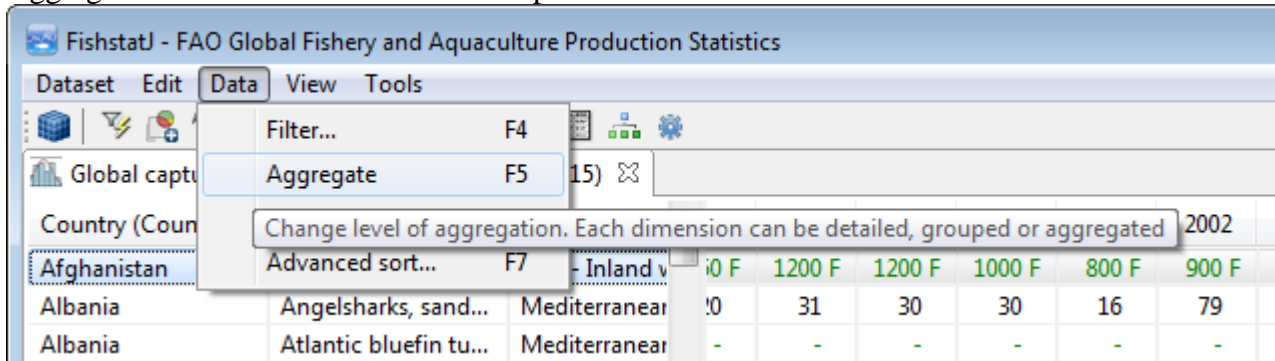 FishstatJ - FAO Global Fishery and Aquaculture Production Statistics
Dataset Edit Data View Tools
Filter... F4
Aggregate F5
Global captu 15)
Change level of aggregation. Each dimension can be detailed, grouped or aggregated
Country (Coun 2002
Advanced sort... F7
Afghanistan - Inland w 0 F 1200 F 1200 F 1000 F 800 F 900 F
Albania Angelsharks, sand... Mediterranear 20 31 30 30 16 79
Albania Atlantic bluefin tu... Mediterranear - - - - - -